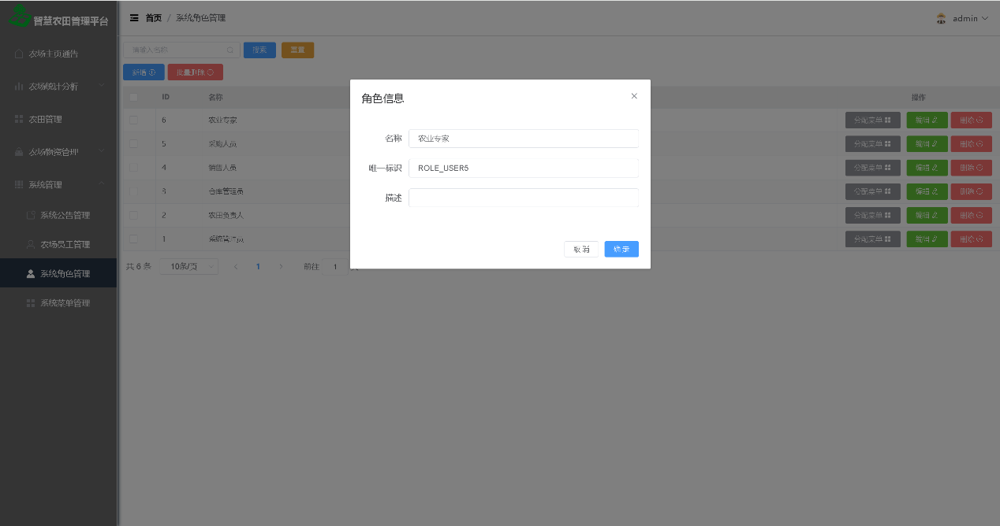 智慧农田管理平台
首页 / 系统角色管理
admin
农场主页通告
农场统计分析
农田管理
农场物资管理
系统管理
系统公告管理
农场员工管理
系统角色管理
系统菜单管理
请输入名称
搜索
重置
新增
批量删除
ID 名称 操作
6 农业专家 分配菜单 编辑 删除
5 采购人员 分配菜单 编辑 删除
4 销售人员 分配菜单 编辑 删除
3 仓库管理员 分配菜单 编辑 删除
2 农田负责人 分配菜单 编辑 删除
1 系统管理员 分配菜单 编辑 删除
共 6 条 10条/页 1 前往 1
角色信息
名称 农业专家
唯一标识 ROLE_USER5
描述
取 消
确 定